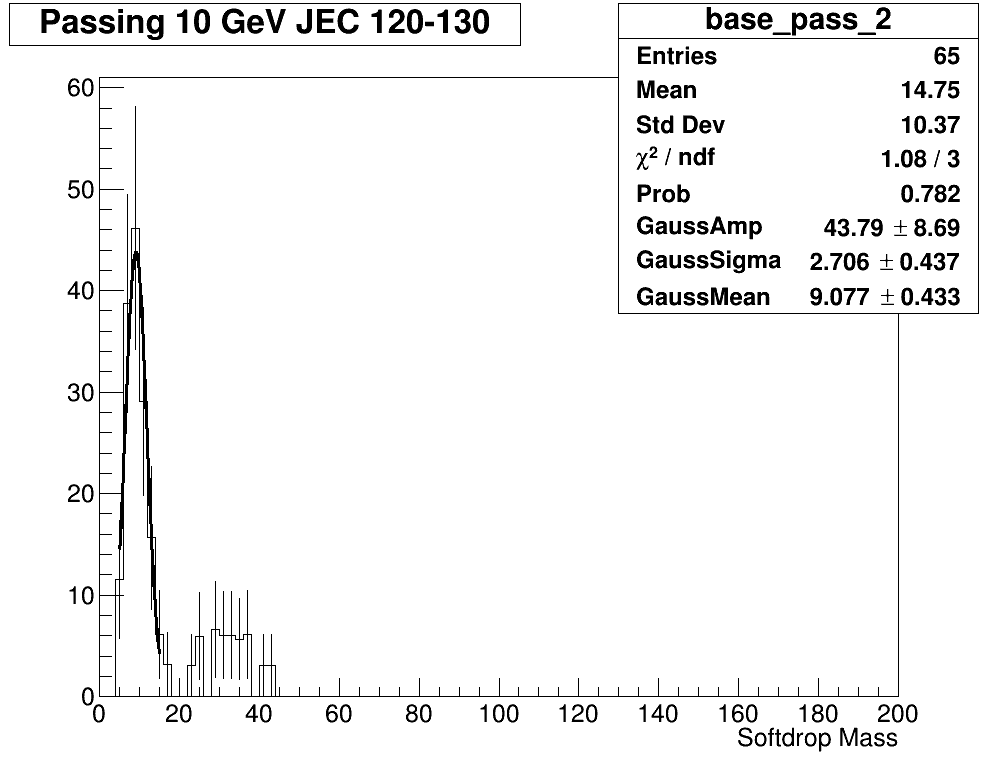 Passing 10 GeV JEC 120-130
base_pass_2
Entries 65
Mean 14.75
Std Dev 10.37
χ² / ndf 1.08 / 3
Prob 0.782
GaussAmp 43.79 ± 8.69
GaussSigma 2.706 ± 0.437
GaussMean 9.077 ± 0.433
60
50
40
30
20
10
0
0 20 40 60 80 100 120 140 160 180 200
Softdrop Mass